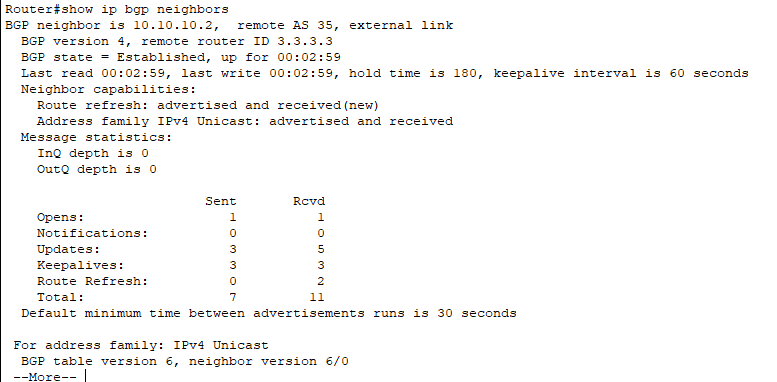 Router#show ip bgp neighbors
BGP neighbor is 10.10.10.2,  remote AS 35, external link
  BGP version 4, remote router ID 3.3.3.3
  BGP state = Established, up for 00:02:59
  Last read 00:02:59, last write 00:02:59, hold time is 180, keepalive interval is 60 seconds
  Neighbor capabilities:
    Route refresh: advertised and received(new)
    Address family IPv4 Unicast: advertised and received
  Message statistics:
    InQ depth is 0
    OutQ depth is 0
                         Sent       Rcvd
    Opens:                  1          1
    Notifications:          0          0
    Updates:                3          5
    Keepalives:             3          3
    Route Refresh:          0          2
    Total:                  7         11
  Default minimum time between advertisements runs is 30 seconds
 For address family: IPv4 Unicast
  BGP table version 6, neighbor version 6/0
 --More--